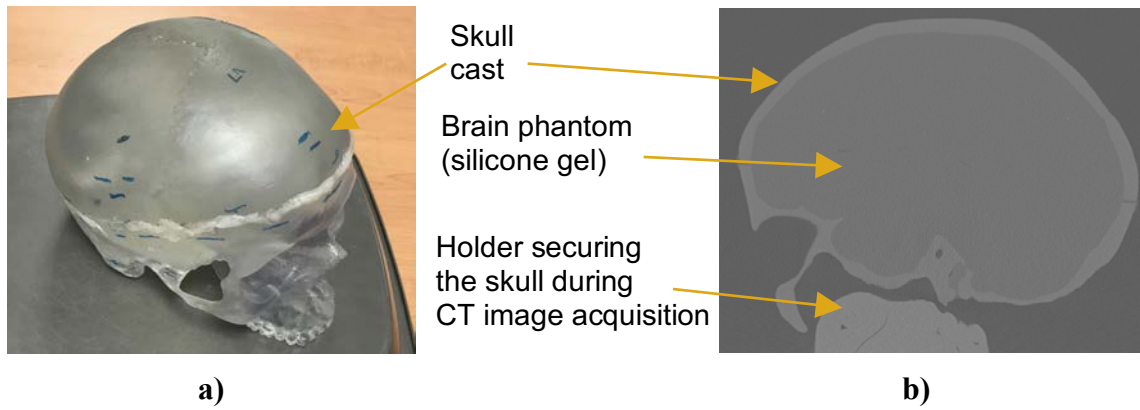 Skull
cast
Brain phantom
(silicone gel)
Holder securing
the skull during
CT image acquisition
a)
b)